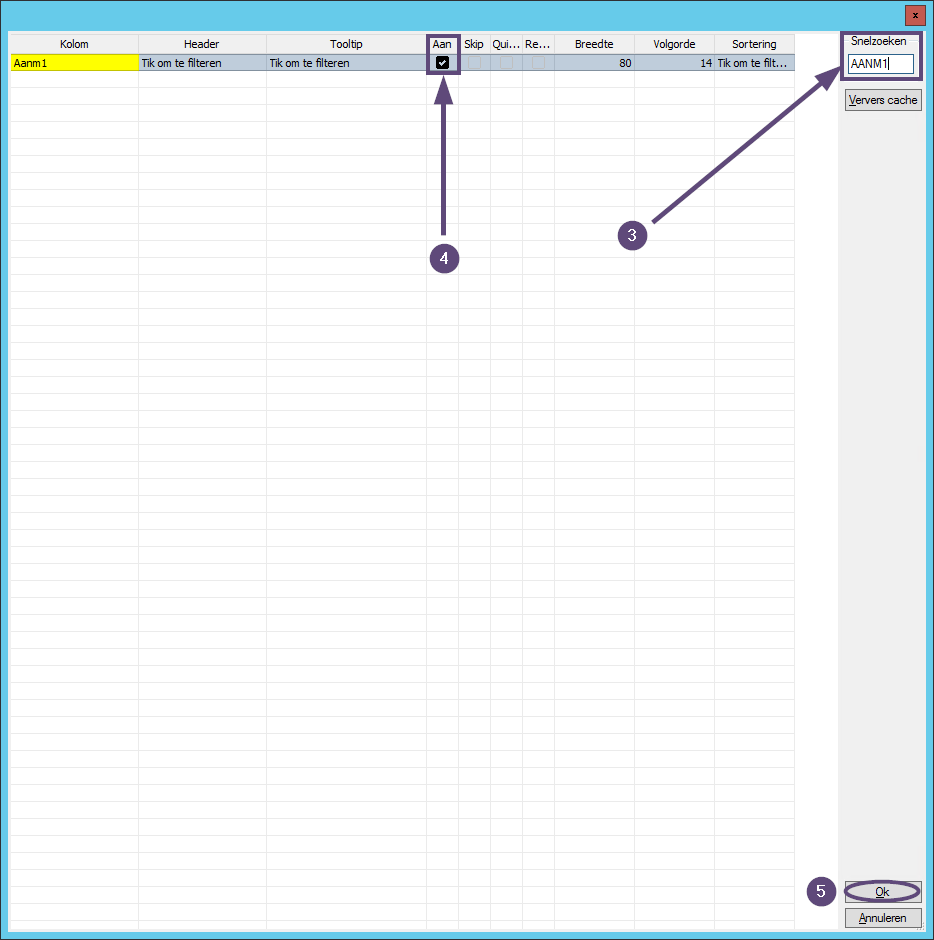 x
Kolom Header Tooltip Aan Skip Qui... Re... Breedte Volgorde Sortering
Aanm1 Tik om te filteren Tik om te filteren 80 14 Tik om te filt...
Snelzoeken
AANM1
Ververs cache
3
4
5
Ok
Annuleren